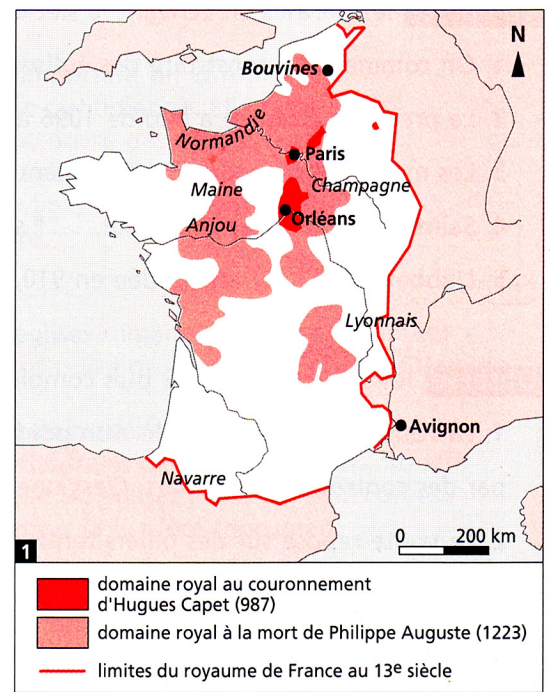 N
Bouvines
Normandie
Paris
Maine
Champagne
Anjou
Orléans
Lyonnais
Avignon
Navarre
0 200 km
1
domaine royal au couronnement
d'Hugues Capet (987)
domaine royal à la mort de Philippe Auguste (1223)
limites du royaume de France au 13e siècle